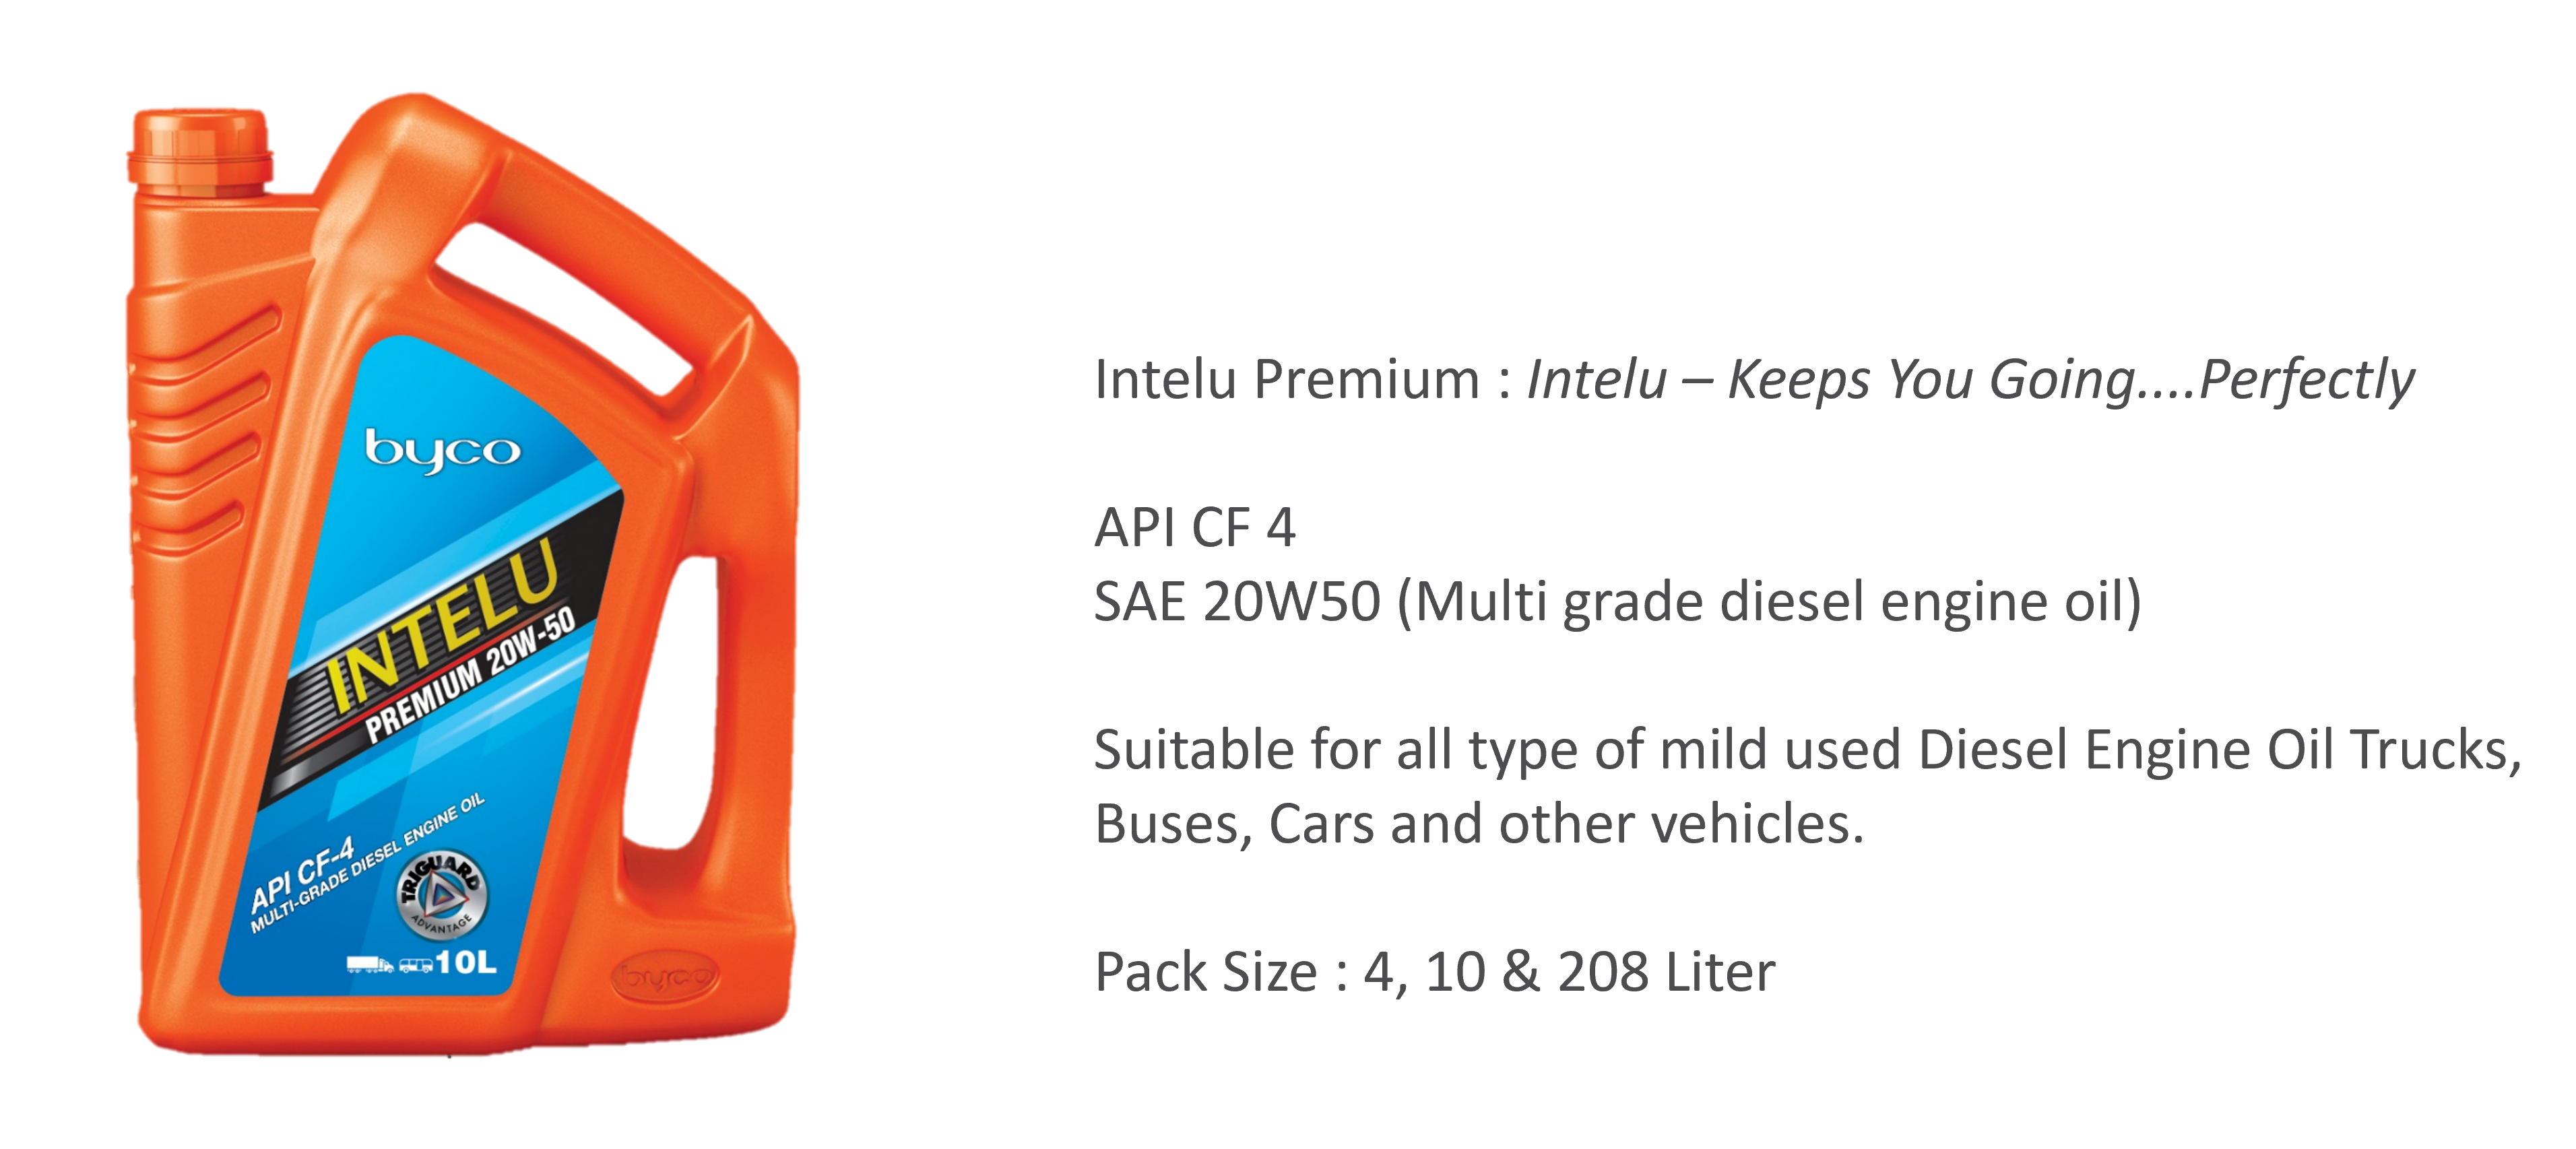 byco
INTELU
PREMIUM 20W-50
API CF-4
MULTI-GRADE DIESEL ENGINE OIL
TRIGUARD
ADVANTAGE
10L
byco
Intelu Premium : Intelu – Keeps You Going....Perfectly
API CF 4
SAE 20W50 (Multi grade diesel engine oil)
Suitable for all type of mild used Diesel Engine Oil Trucks,
Buses, Cars and other vehicles.
Pack Size : 4, 10 & 208 Liter